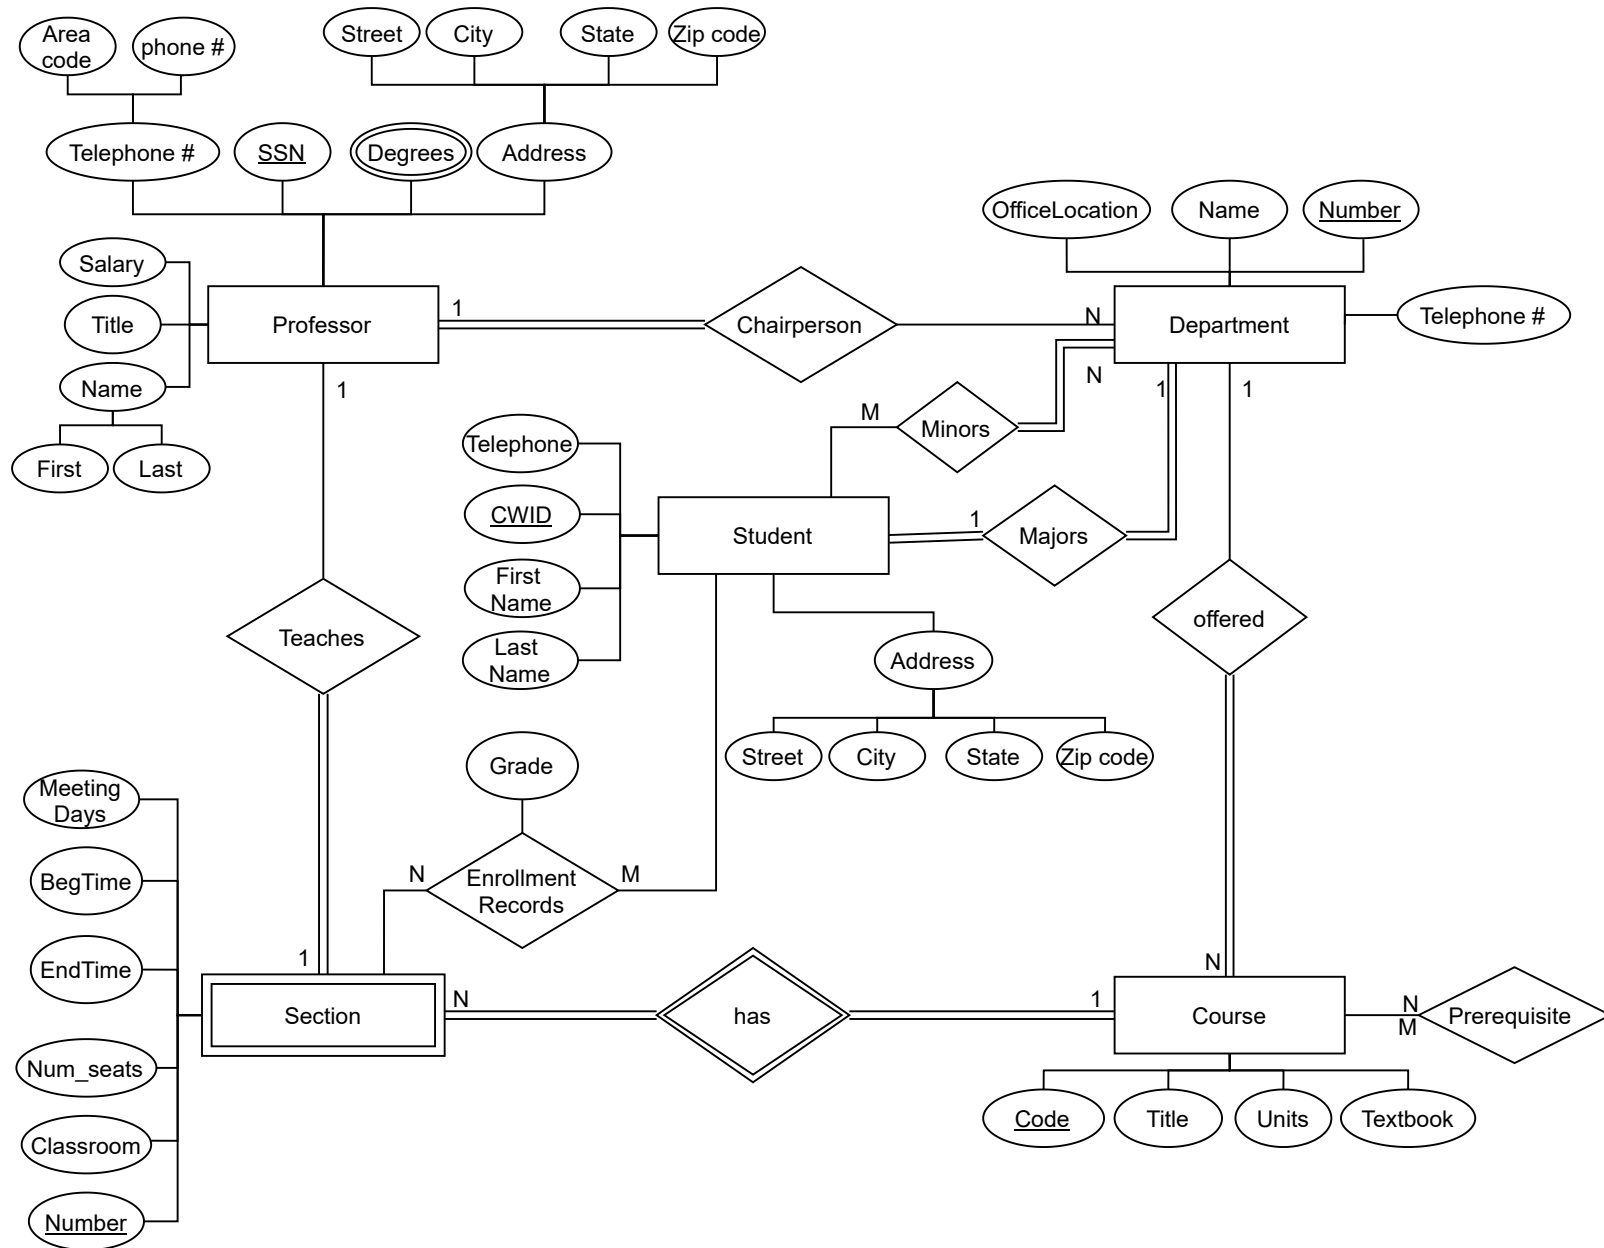 Area
code
phone #
Street
City
State
Zip code
Telephone #
SSN
Degrees
Address
OfficeLocation
Name
Number
Salary
Title
Name
First
Last
Professor
1
Chairperson
N
Department
Telephone #
1
M
Minors
N
1
1
Telephone
CWID
First
Name
Last
Name
Student
1
Majors
offered
Teaches
Address
Street
City
State
Zip code
Grade
Meeting
Days
BegTime
EndTime
Num_seats
Classroom
Number
N
Enrollment
Records
M
1
Section
N
has
1
N
Course
N
M
Prerequisite
Code
Title
Units
Textbook